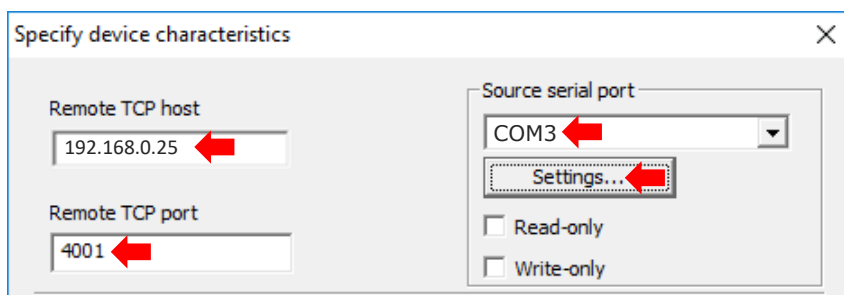 Specify device characteristics
Remote TCP host
192.168.0.25
Remote TCP port
4001
Source serial port
COM3
Settings...
Read-only
Write-only